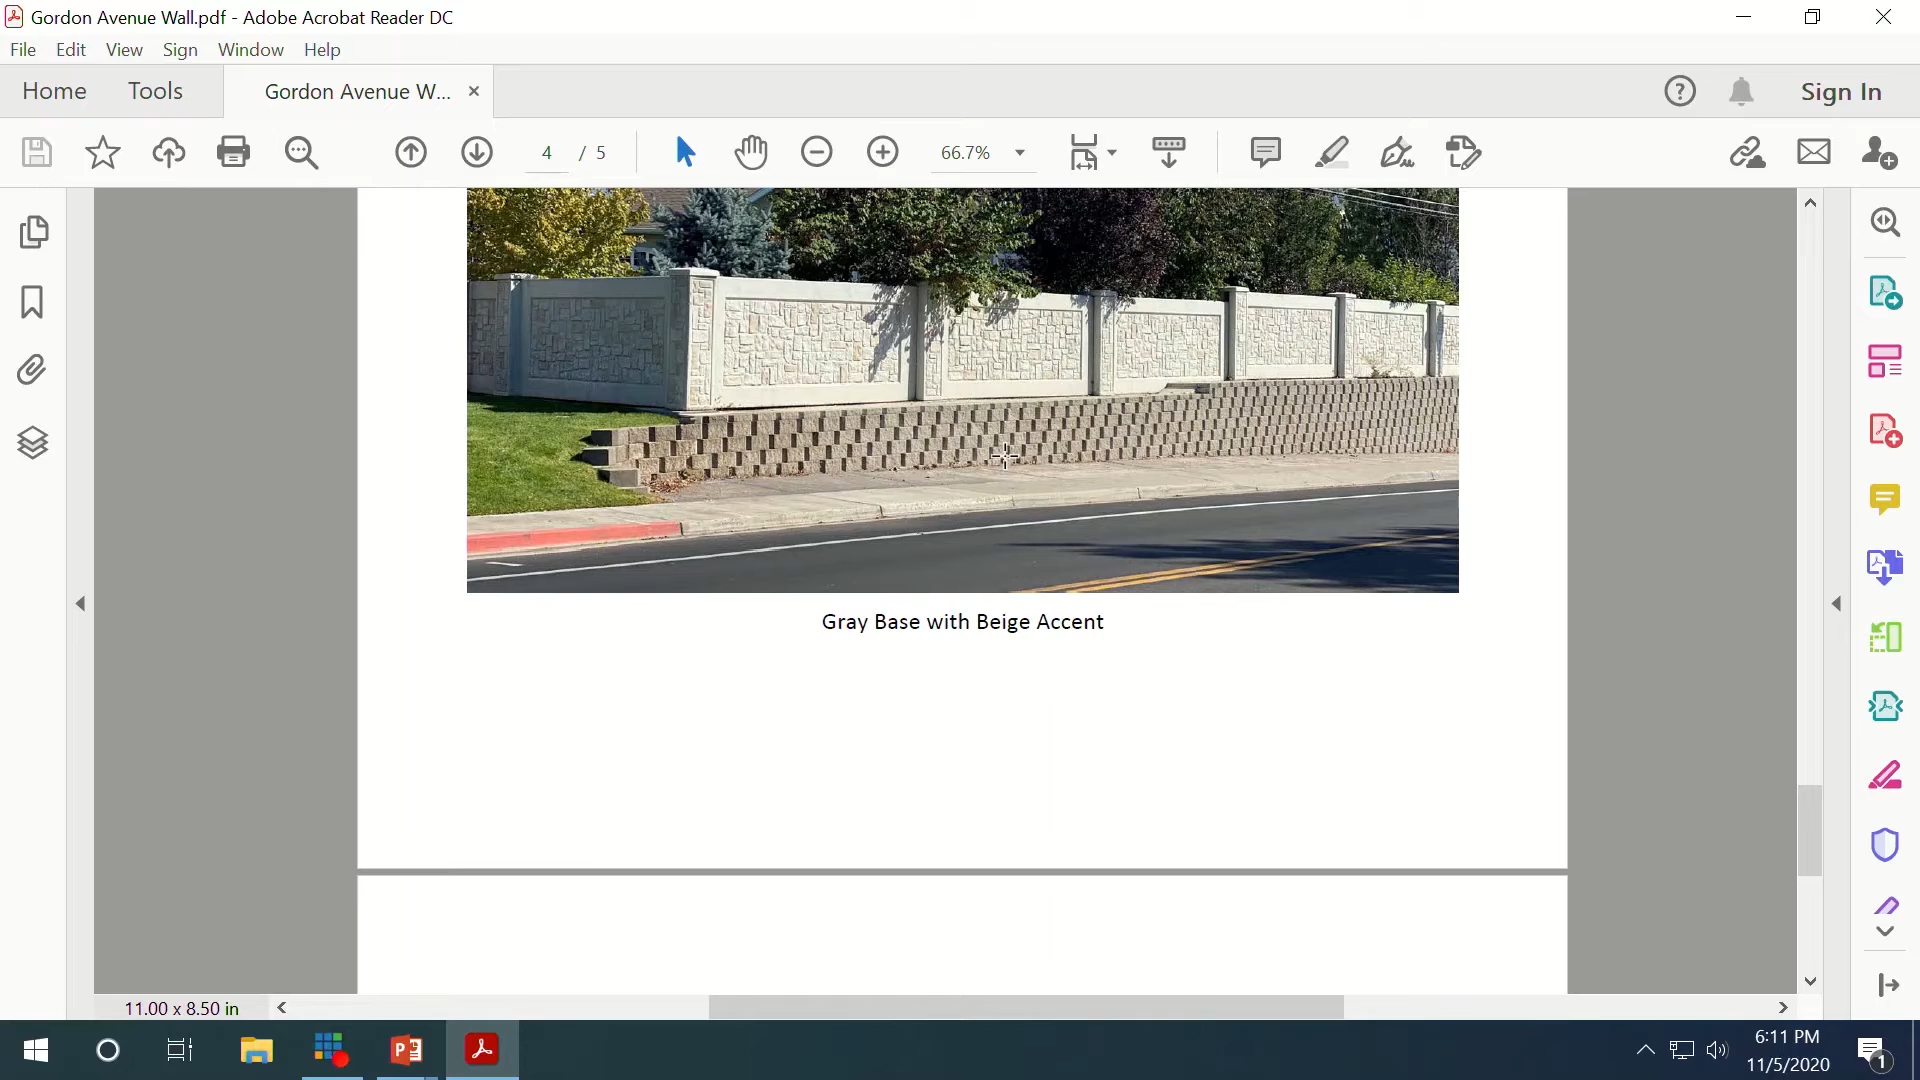 Gordon Avenue Wall.pdf - Adobe Acrobat Reader DC
File Edit View Sign Window Help
Home Tools Gordon Avenue W... × Sign In
4 / 5 66.7%
Gray Base with Beige Accent
11.00 x 8.50 in
6:11 PM
11/5/2020
1